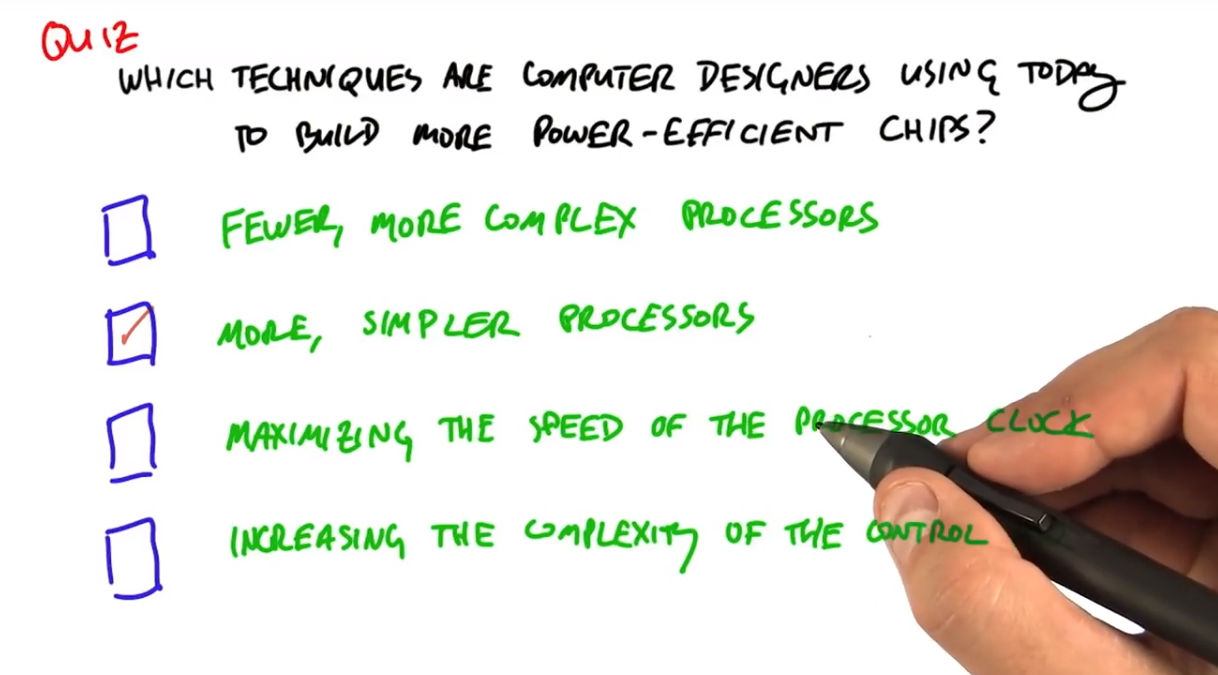 QUIZ
WHICH TECHNIQUES ARE COMPUTER DESIGNERS USING TODAY
TO BUILD MORE POWER-EFFICIENT CHIPS?
FEWER, MORE COMPLEX PROCESSORS
MORE, SIMPLER PROCESSORS
MAXIMIZING THE SPEED OF THE PROCESSOR CLOCK
INCREASING THE COMPLEXITY OF THE CONTROL